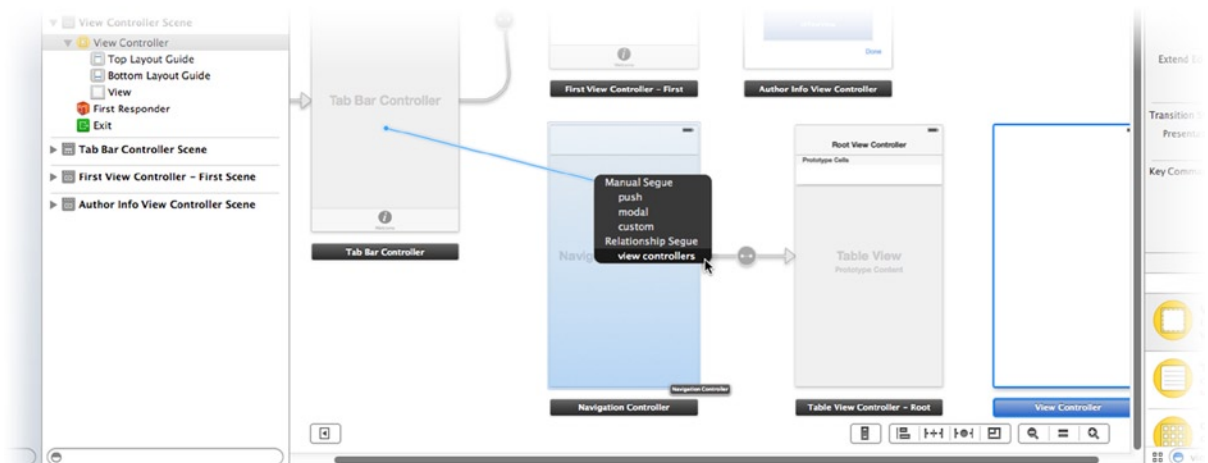 View Controller Scene
View Controller
Top Layout Guide
Bottom Layout Guide
View
First Responder
Exit
Tab Bar Controller Scene
First View Controller – First Scene
Author Info View Controller Scene
Tab Bar Controller
Welcome
Tab Bar Controller
Welcome
First View Controller – First
Done
Author Info View Controller
Manual Segue
push
modal
custom
Relationship Segue
view controllers
Navig
Navigation Controller
Navigation Controller
Root View Controller
Prototype Cells
Table View
Prototype Content
Table View Controller – Root
View Controller
Extend
Transition
Presenta
Key Comma